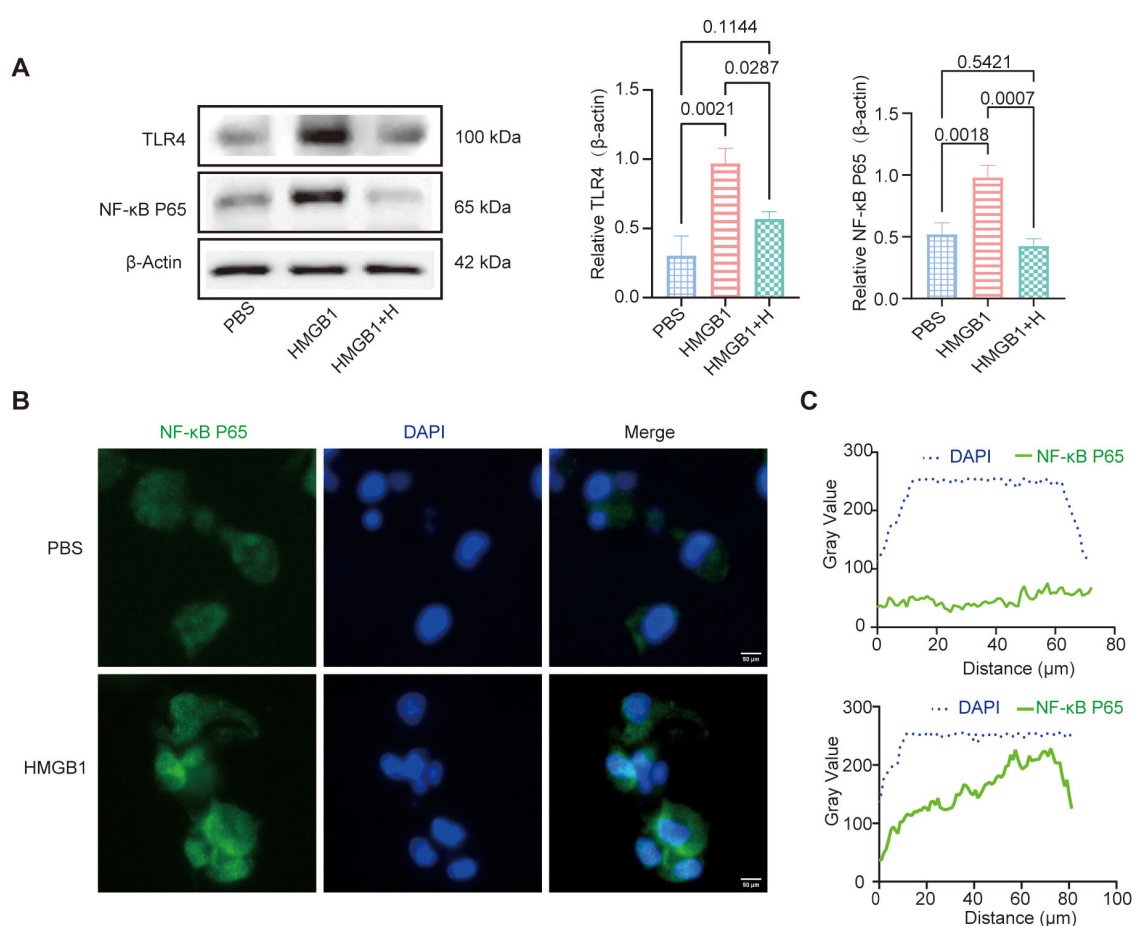 A
TLR4
100 kDa
NF-κB P65
65 kDa
β-Actin
42 kDa
PBS
HMGB1
HMGB1+H
0.1144
0.0287
0.0021
Relative TLR4 (β-actin)
1.5
1.0
0.5
0.0
PBS
HMGB1
HMGB1+H
0.5421
0.0007
0.0018
Relative NF-κB P65 (β-actin)
1.5
1.0
0.5
0.0
PBS
HMGB1
HMGB1+H
B
NF-κB P65
DAPI
Merge
PBS
50 μm
HMGB1
50 μm
C
DAPI
NF-κB P65
Gray Value
300
200
100
0
0 20 40 60 80
Distance (μm)
DAPI
NF-κB P65
Gray Value
300
200
100
0
0 20 40 60 80 100
Distance (μm)